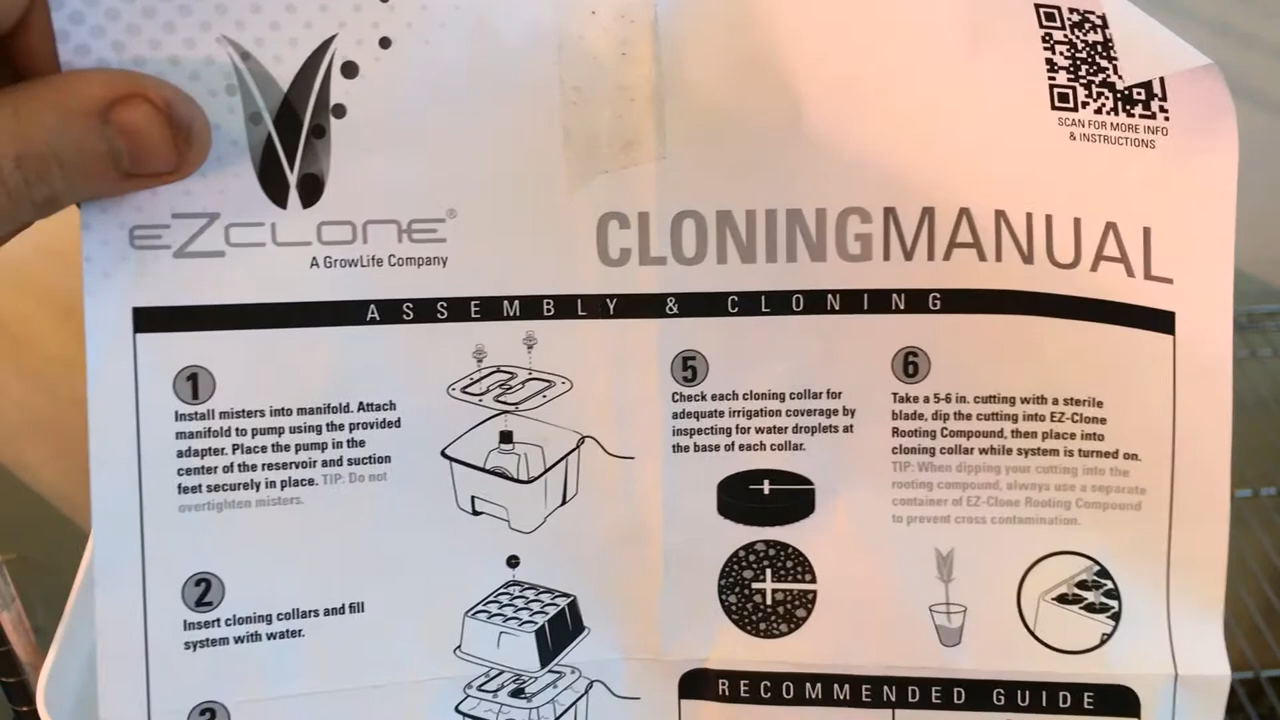 eZCLONE®
A GrowLife Company
SCAN FOR MORE INFO
& INSTRUCTIONS
CLONINGMANUAL
ASSEMBLY & CLONING
1
Install misters into manifold. Attach
manifold to pump using the provided
adapter. Place the pump in the
center of the reservoir and suction
feet securely in place. TIP: Do not
overtighten misters.
2
Insert cloning collars and fill
system with water.
3
5
Check each cloning collar for
adequate irrigation coverage by
inspecting for water droplets at
the base of each collar.
6
Take a 5-6 in. cutting with a sterile
blade, dip the cutting into EZ-Clone
Rooting Compound, then place into
cloning collar while system is turned on.
TIP: When dipping your cutting into the
rooting compound, always use a separate
container of EZ-Clone Rooting Compound
to prevent cross contamination.
RECOMMENDED GUIDE